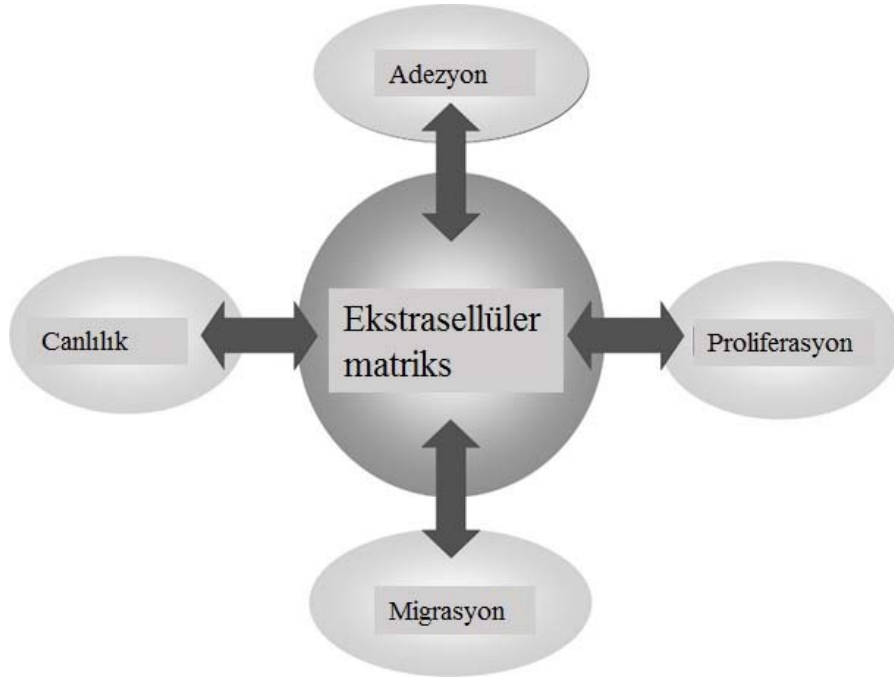 Adezyon
Canlılık
Ekstrasellüler
matriks
Proliferasyon
Migrasyon